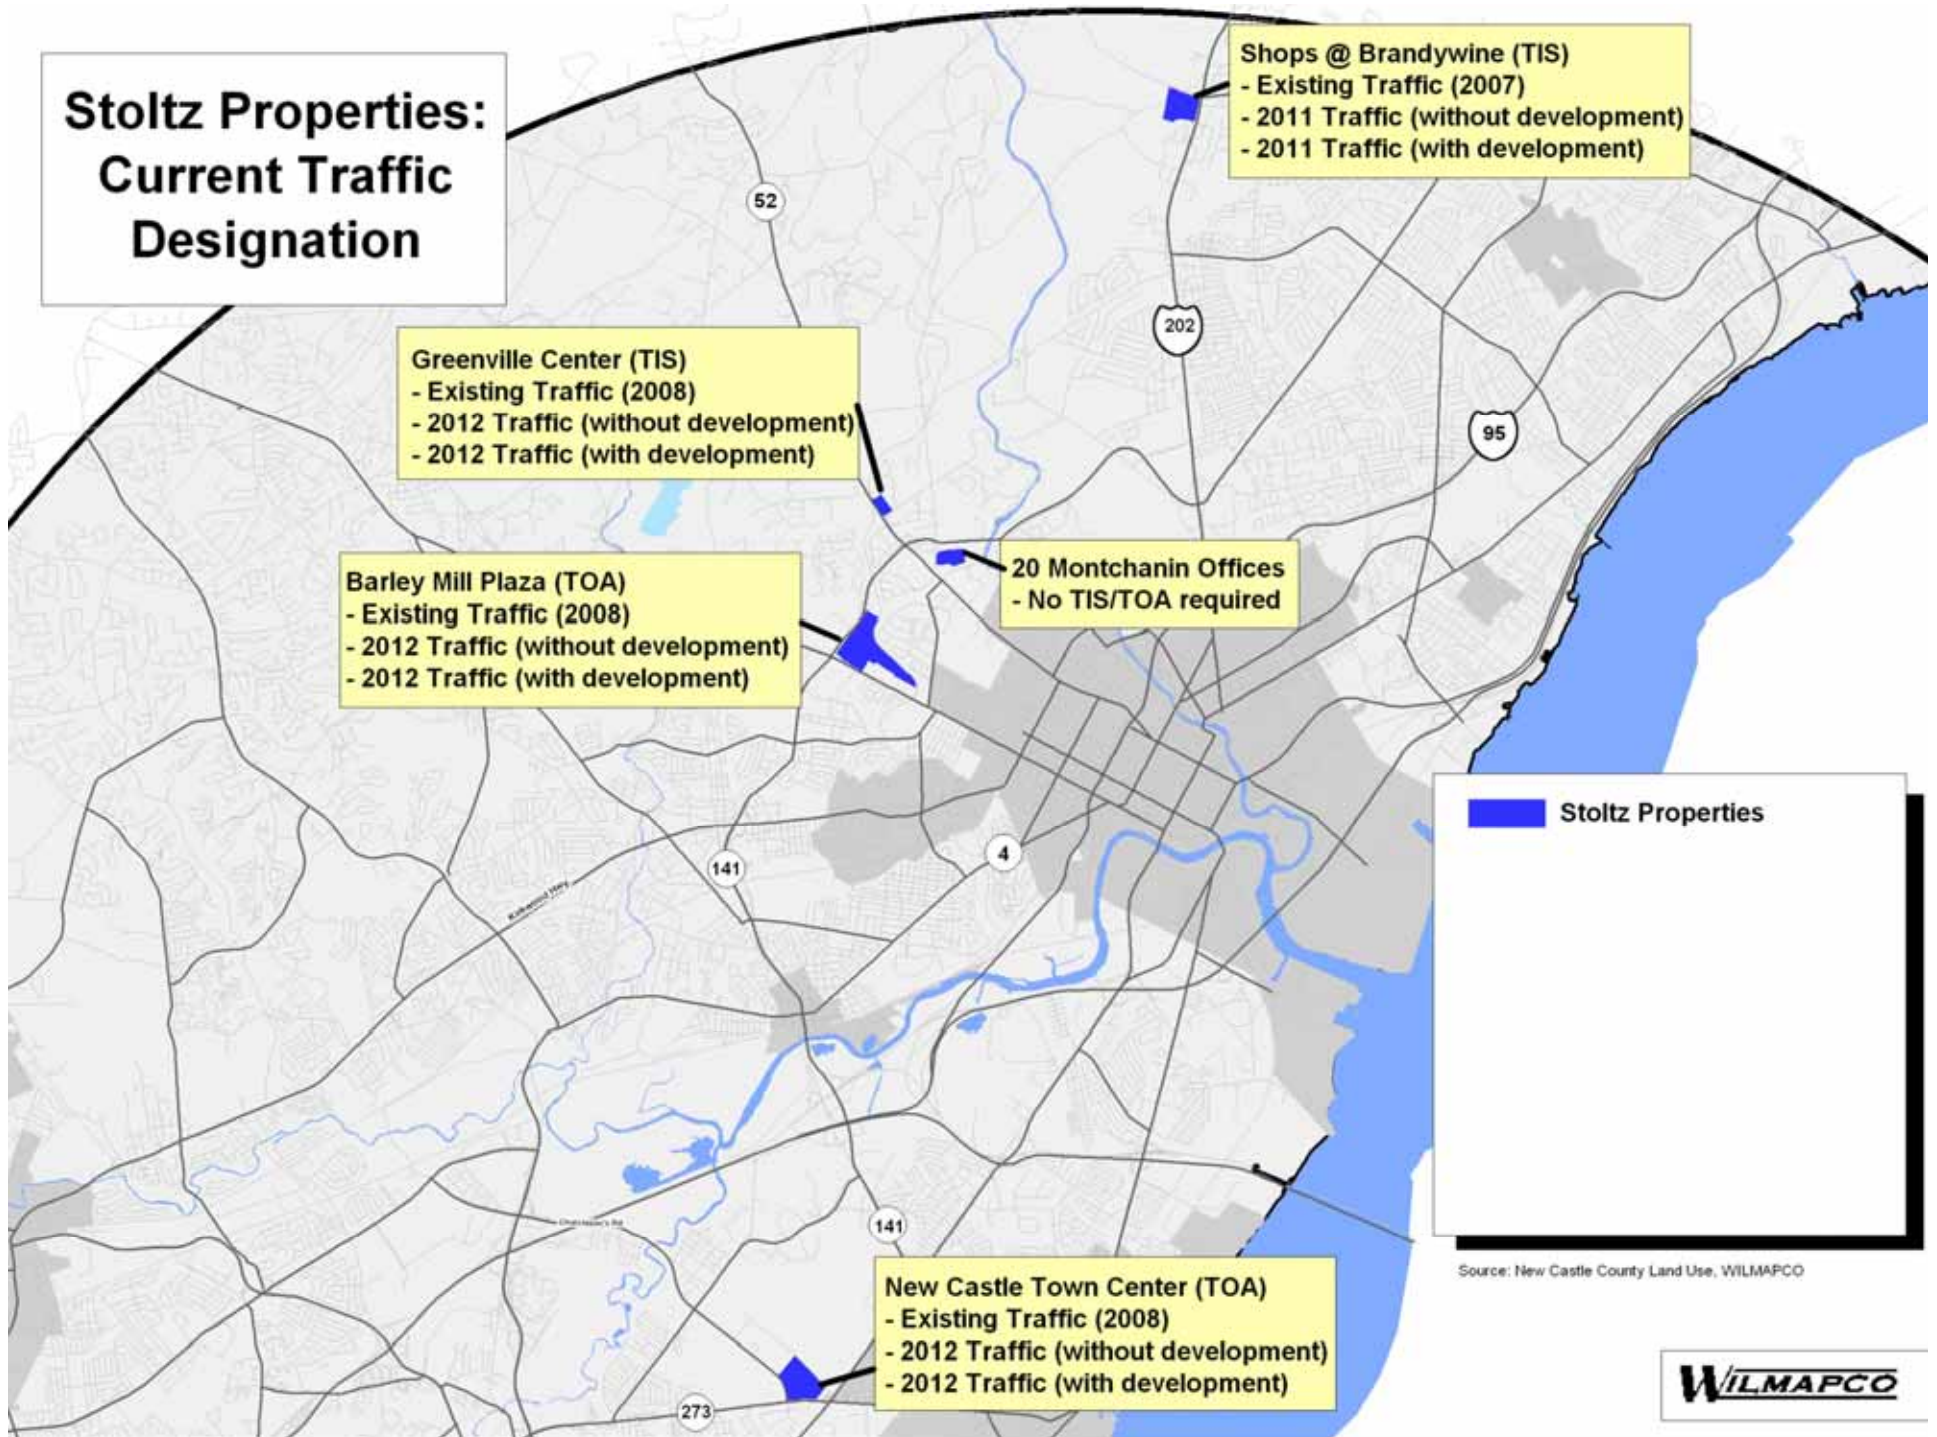 Stoltz Properties:
Current Traffic
Designation
Shops @ Brandywine (TIS)
- Existing Traffic (2007)
- 2011 Traffic (without development)
- 2011 Traffic (with development)
52
202
Greenville Center (TIS)
- Existing Traffic (2008)
- 2012 Traffic (without development)
- 2012 Traffic (with development)
95
20 Montchanin Offices
- No TIS/TOA required
Barley Mill Plaza (TOA)
- Existing Traffic (2008)
- 2012 Traffic (without development)
- 2012 Traffic (with development)
Stoltz Properties
4
141
Kirkwood Hwy
141
New Castle Town Center (TOA)
- Existing Traffic (2008)
- 2012 Traffic (without development)
- 2012 Traffic (with development)
273
Source: New Castle County Land Use, WILMAPCO
WILMAPCO